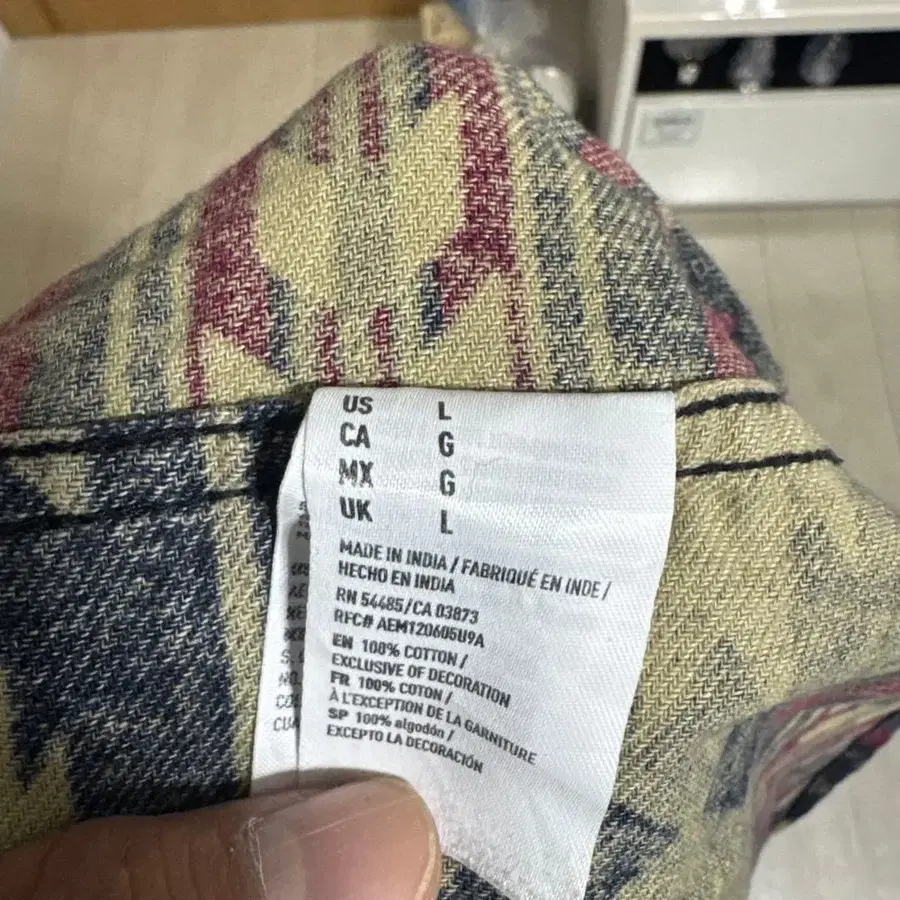 US L
CA G
MX G
UK L
MADE IN INDIA / FABRIQUÉ EN INDE /
HECHO EN INDIA
RN 54485/CA 03873
RFC# AEM120605U9A
EN 100% COTTON /
EXCLUSIVE OF DECORATION
FR 100% COTON /
À L'EXCEPTION DE LA GARNITURE
SP 100% algodón /
EXCEPTO LA DECORACIÓN